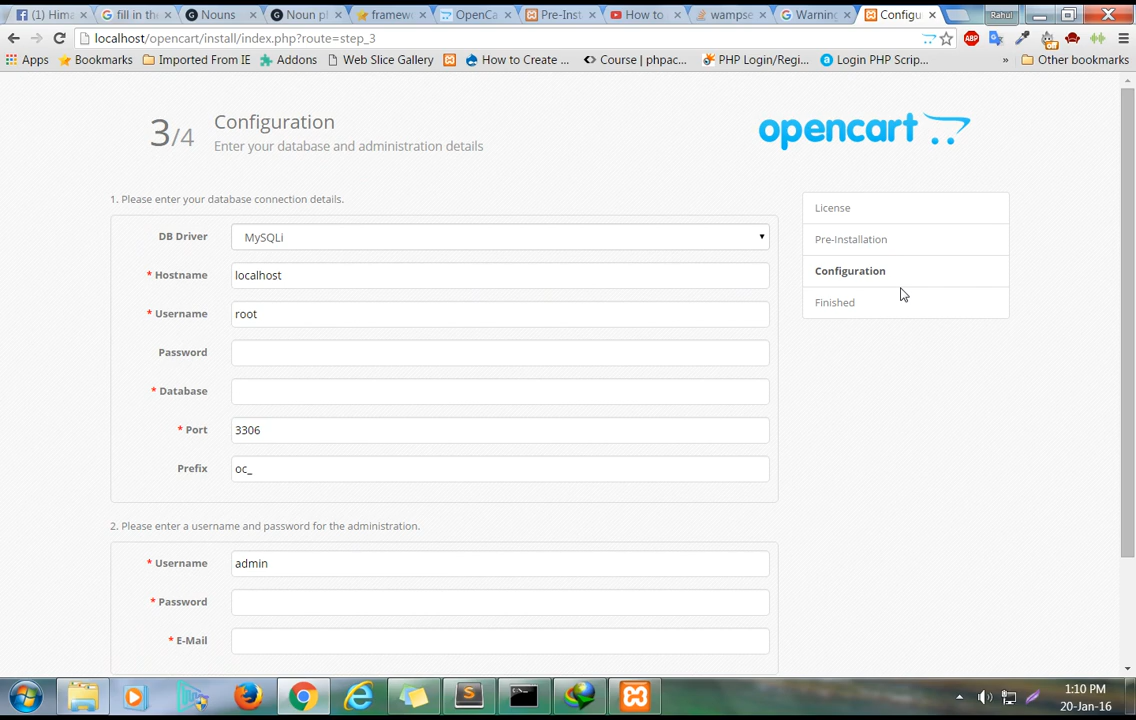 (1) Hima
fill in the
Nouns
Noun p
framew
OpenCa
Pre-Inst
How to
wampse
Warning
Configu
Rahul
localhost/opencart/install/index.php?route=step_3
ABP
Apps
Bookmarks
Imported From IE
Addons
Web Slice Gallery
How to Create ...
Course | phpac...
PHP Login/Regi...
Login PHP Scrip...
»
Other bookmarks
3/4
Configuration
Enter your database and administration details
opencart
1. Please enter your database connection details.
DB Driver
MySQLi
* Hostname
localhost
* Username
root
Password
* Database
* Port
3306
Prefix
oc_
License
Pre-Installation
Configuration
Finished
2. Please enter a username and password for the administration.
* Username
admin
* Password
* E-Mail
1:10 PM
20-Jan-16